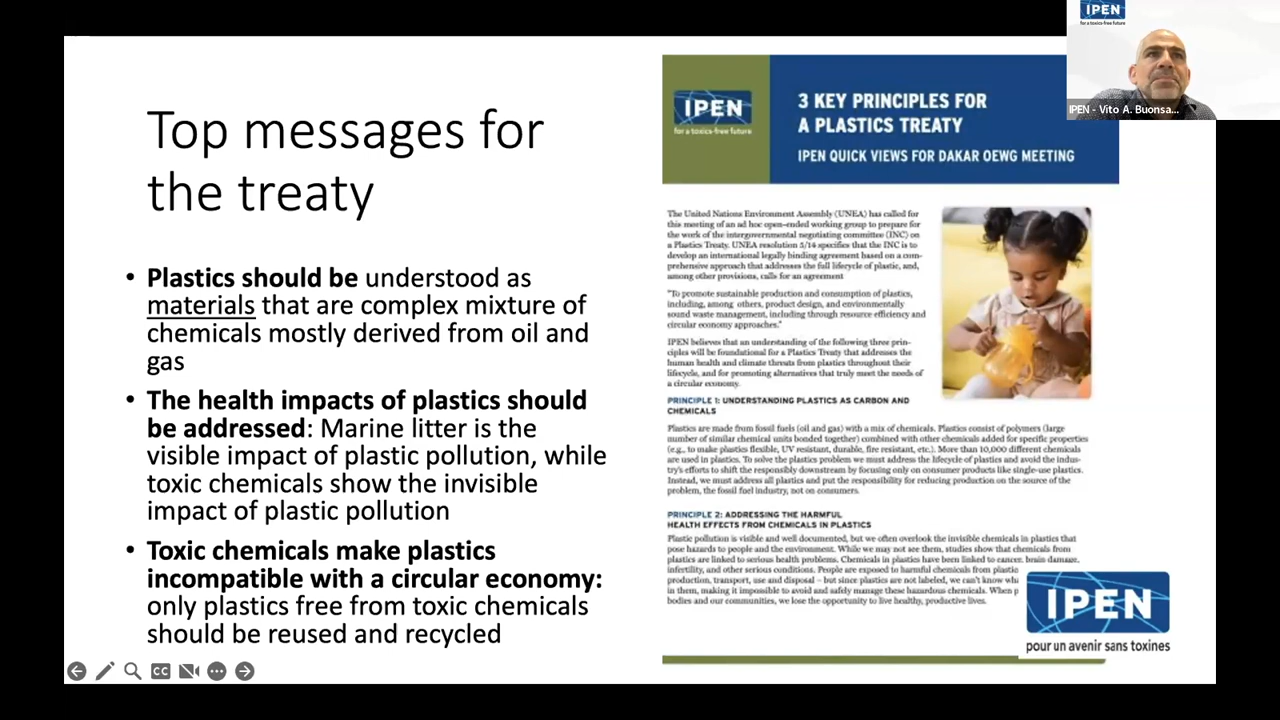 IPEN
for a toxics-free future
IPEN - Vito A. Buonsa...
Top messages for
the treaty
• Plastics should be understood as
materials that are complex mixture of
chemicals mostly derived from oil and
gas
• The health impacts of plastics should
be addressed: Marine litter is the
visible impact of plastic pollution, while
toxic chemicals show the invisible
impact of plastic pollution
• Toxic chemicals make plastics
incompatible with a circular economy:
only plastics free from toxic chemicals
should be reused and recycled
CC
IPEN
for a toxics-free future
3 KEY PRINCIPLES FOR
A PLASTICS TREATY
IPEN QUICK VIEWS FOR DAKAR OEWG MEETING
The United Nations Environment Assembly (UNEA) has called for
this meeting of an ad hoc open-ended working group to prepare for
the work of the intergovernmental negotiating committee (INC) on
a Plastics Treaty. UNEA resolution 5/14 specifies that the INC is to
develop an international legally binding agreement based on a com-
prehensive approach that addresses the full lifecycle of plastic, and,
among other provisions, calls for an agreement
"To promote sustainable production and consumption of plastics,
including, among others, product design, and environmentally
sound waste management, including through resource efficiency and
circular economy approaches."
IPEN believes that an understanding of the following three prin-
ciples will be foundational for a Plastics Treaty that addresses the
human health and climate threats from plastics throughout their
lifecycle, and for promoting alternatives that truly meet the needs of
a circular economy.
PRINCIPLE 1: UNDERSTANDING PLASTICS AS CARBON AND
CHEMICALS
Plastics are made from fossil fuels (oil and gas) with a mix of chemicals. Plastics consist of polymers (large
number of similar chemical units bonded together) combined with other chemicals added for specific properties
(e.g., to make plastics flexible, UV resistant, durable, fire resistant, etc.). More than 10,000 different chemicals
are used in plastics. To solve the plastics problem we must address the lifecycle of plastics and avoid the indus-
try's efforts to shift the responsibly downstream by focusing only on consumer products like single-use plastics.
Instead, we must address all plastics and put the responsibility for reducing production on the source of the
problem, the fossil fuel industry, not on consumers.
PRINCIPLE 2: ADDRESSING THE HARMFUL
HEALTH EFFECTS FROM CHEMICALS IN PLASTICS
Plastic pollution is visible and well documented, but we often overlook the invisible chemicals in plastics that
pose hazards to people and the environment. While we may not see them, studies show that chemicals from
plastics are linked to serious health problems. Chemicals in plastics have been linked to cancer, brain damage,
infertility, and other serious conditions. People are exposed to harmful chemicals from plastic
production, transport, use and disposal – but since plastics are not labeled, we can't know wh
in them, making it impossible to avoid and safely manage these hazardous chemicals. When p
bodies and our communities, we lose the opportunity to live healthy, productive lives.
IPEN
pour un avenir sans toxines